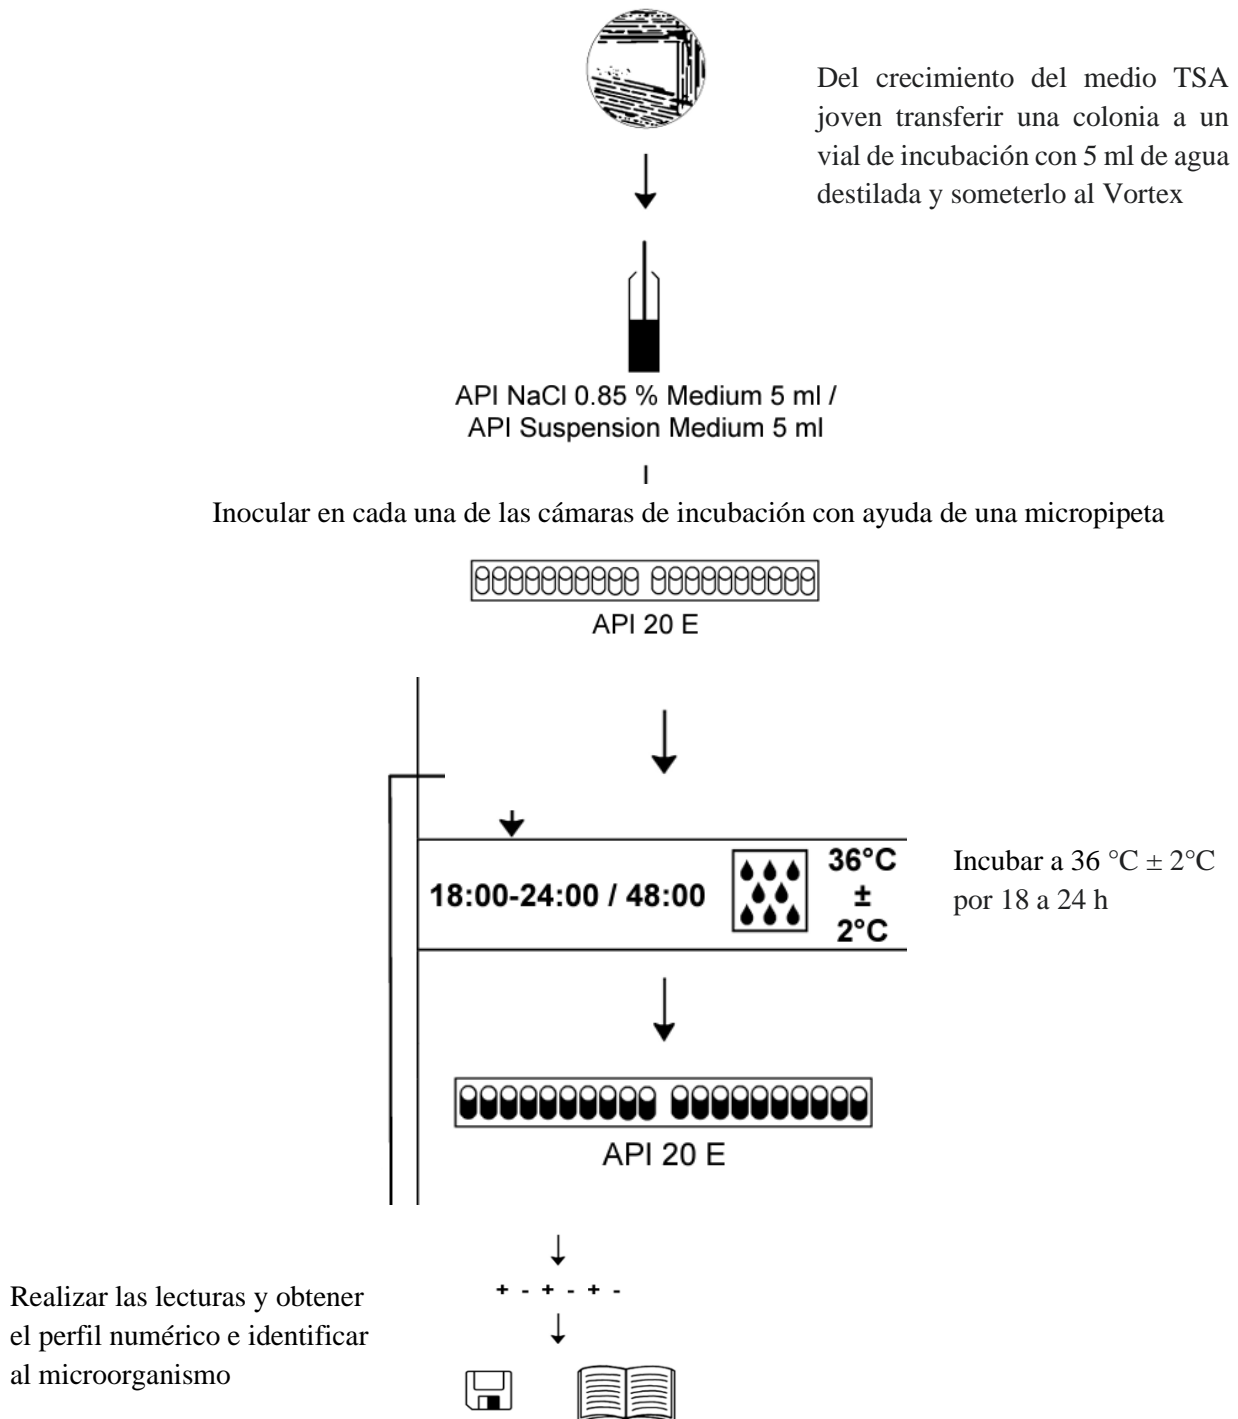 Del crecimiento del medio TSA
joven transferir una colonia a un
vial de incubación con 5 ml de agua
destilada y someterlo al Vortex
API NaCl 0.85 % Medium 5 ml /
API Suspension Medium 5 ml
Inocular en cada una de las cámaras de incubación con ayuda de una micropipeta
API 20 E
18:00-24:00 / 48:00
36°C
±
2°C
Incubar a 36 °C ± 2°C
por 18 a 24 h
API 20 E
+ - + - + -
Realizar las lecturas y obtener
el perfil numérico e identificar
al microorganismo